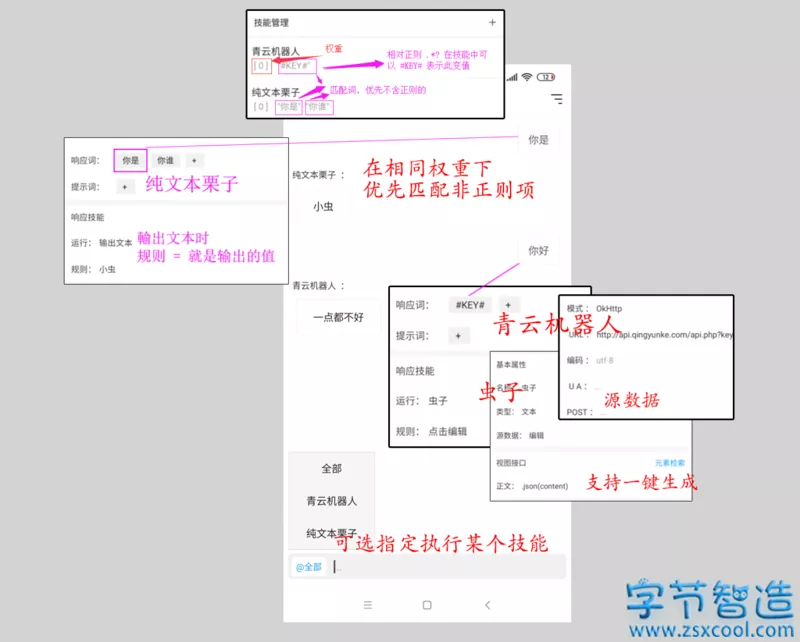 技能管理
+
青云机器人
权重
[ 0 ] "#KEY#"
相对正则 .*? 在技能中可
以 #KEY# 表示此变值
纯文本栗子
匹配词，优先不含正则的
[ 0 ] "你是" "你谁"
12
你是
响应词： 你是 你谁 +
提示词： +
纯文本栗子
响应技能
运行： 输出文本
輸出文本时
规则 = 就是输出的值
规则： 小虫
纯文本栗子 ：
在相同权重下
优先匹配非正则项
小虫
你好
青云机器人 ：
一点都不好
响应词： #KEY# +
青云机器人
提示词： +
响应技能
运行： 虫子
规则： 点击编辑
模式 ： OkHttp
URL ： http://api.qingyunke.com/api.php?key
编码 ： utf-8
U A ： ...
源数据
POST ： ...
基本属性
名称： 虫子
虫子
类型： 文本
源数据： 编辑
视图接口
元素检索
正文： .json(content)
支持一键生成
全部
青云机器人
纯文本栗子
可选指定执行某个技能
@全部 ...
字节智造
www.zsxcool.com